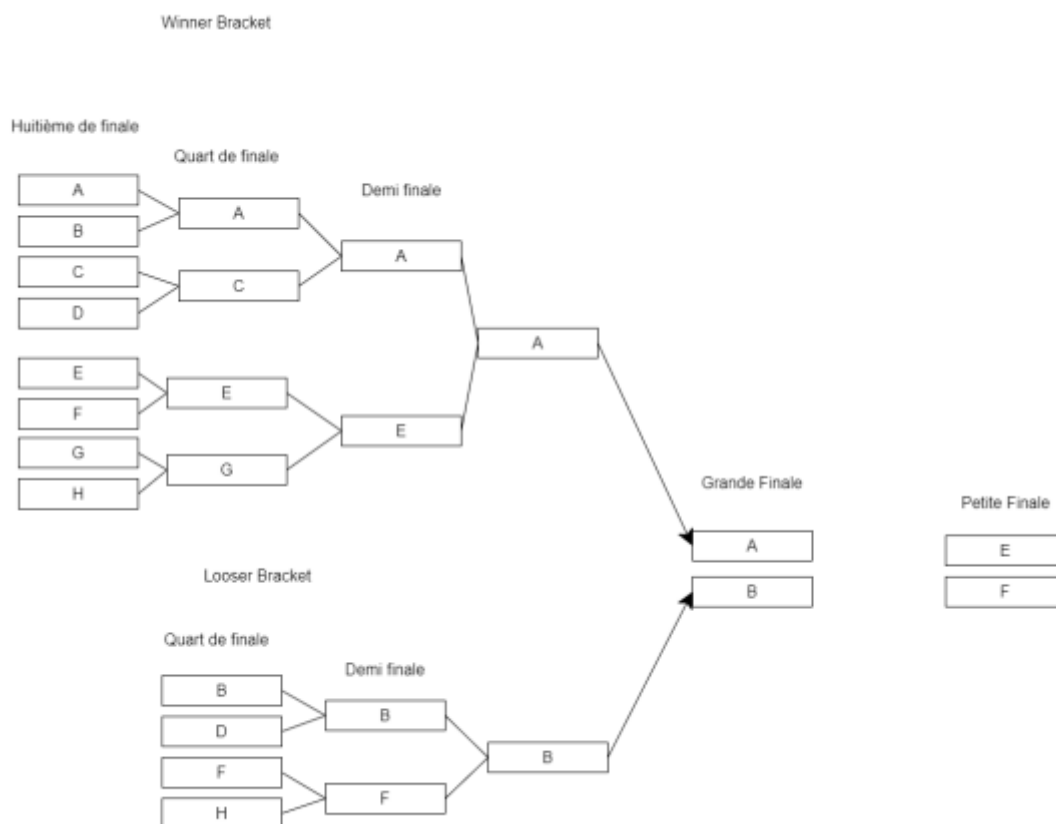 Winner Bracket
Huitième de finale
Quart de finale
Demi finale
A
B
C
D
E
F
G
H
A
C
E
G
A
E
A
Grande Finale
A
B
Petite Finale
E
F
Looser Bracket
Quart de finale
Demi finale
B
D
F
H
B
F
B